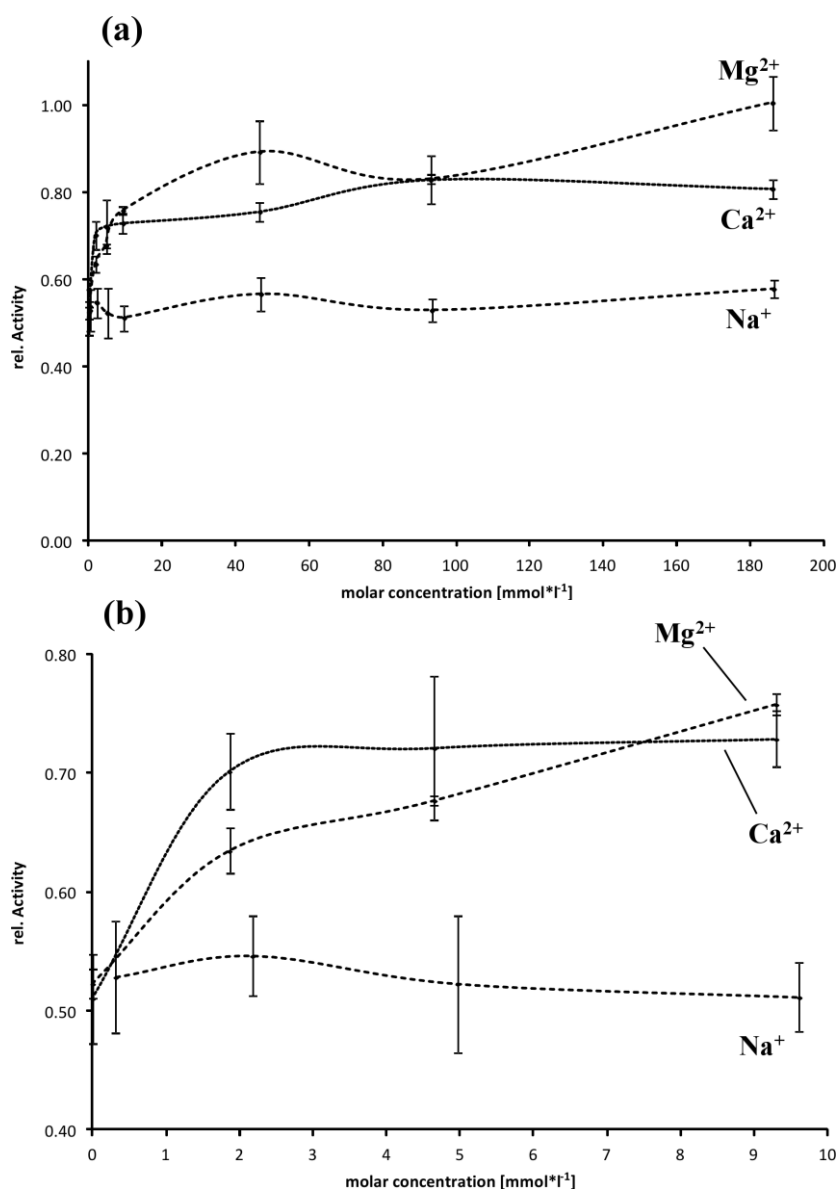 (a)
Mg²⁺
Ca²⁺
Na⁺
rel. Activity
1.00
0.80
0.60
0.40
0.20
0.00
0 20 40 60 80 100 120 140 160 180 200
molar concentration [mmol*l⁻¹]
(b)
Mg²⁺
Ca²⁺
Na⁺
rel. Activity
0.80
0.70
0.60
0.50
0.40
0 1 2 3 4 5 6 7 8 9 10
molar concentration [mmol*l⁻¹]